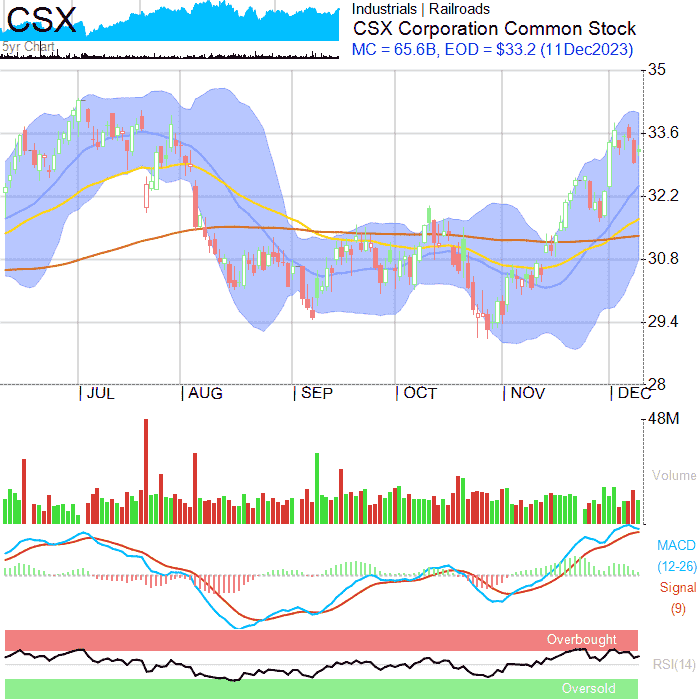 CSX
5yr Chart
Industrials | Railroads
CSX Corporation Common Stock
MC = 65.6B, EOD = $33.2 (11Dec2023)
35
33.6
32.2
30.8
29.4
28
JUL AUG SEP OCT NOV DEC
48M
Volume
MACD
(12-26)
Signal
(9)
Overbought
RSI(14)
Oversold